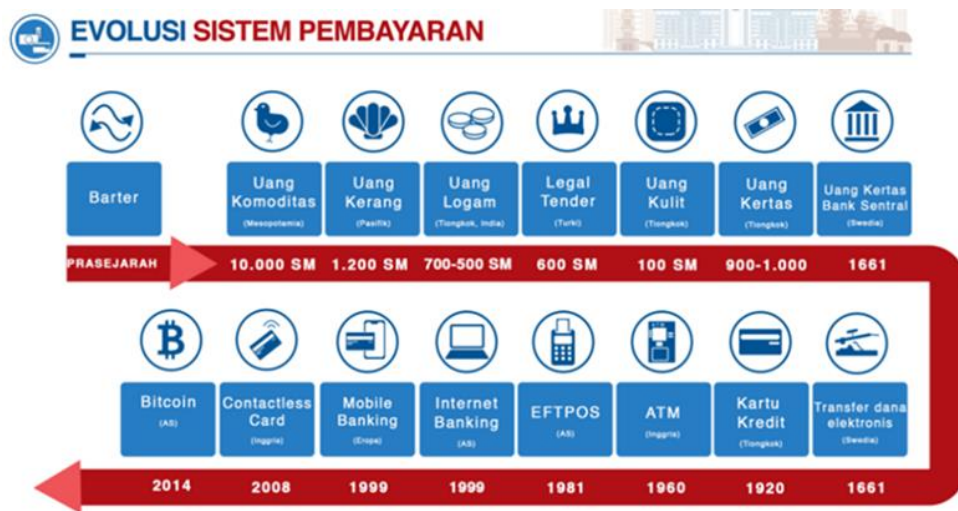 EVOLUSI SISTEM PEMBAYARAN
Barter
Uang
Komoditas
(Mesopotamia)
Uang
Kerang
(Pasifik)
Uang
Logam
(Tiongkok, India)
Legal
Tender
(Turki)
Uang
Kulit
(Tiongkok)
Uang
Kertas
(Tiongkok)
Uang Kertas
Bank Sentral
(Swedia)
PRASEJARAH
10.000 SM
1.200 SM
700-500 SM
600 SM
100 SM
900-1.000
1661
Bitcoin
(AS)
Contactless
Card
(Inggris)
Mobile
Banking
(Eropa)
Internet
Banking
(AS)
EFTPOS
(AS)
ATM
(Inggris)
Kartu
Kredit
(Tiongkok)
Transfer dana
elektronis
(Swedia)
2014
2008
1999
1999
1981
1960
1920
1661